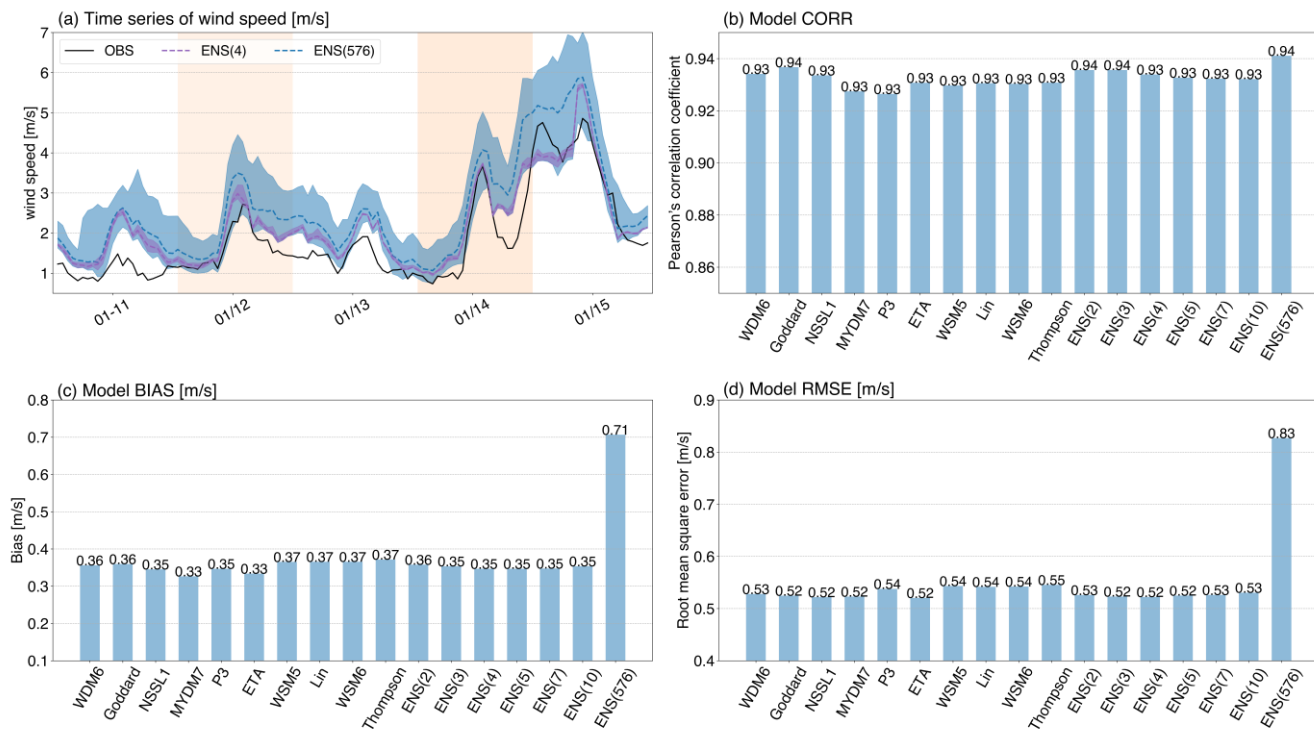 (a) Time series of wind speed [m/s]
7
6
5
4
3
2
1
wind speed [m/s]
OBS ENS(4) ENS(576)
01-11 01/12 01/13 01/14 01/15
(b) Model CORR
0.94
0.92
0.90
0.88
0.86
Pearson's correlation coefficient
0.93 0.94 0.93 0.93 0.93 0.93 0.93 0.93 0.93 0.93 0.94 0.94 0.93 0.93 0.93 0.93 0.94
WDM6 Goddard NSSL1 MYDM7 P3 ETA WSM5 Lin WSM6 Thompson ENS(2) ENS(3) ENS(4) ENS(5) ENS(7) ENS(10) ENS(576)
(c) Model BIAS [m/s]
0.8
0.7
0.6
0.5
0.4
0.3
0.2
0.1
Bias [m/s]
0.36 0.36 0.35 0.33 0.35 0.33 0.37 0.37 0.37 0.37 0.36 0.35 0.35 0.35 0.35 0.35 0.71
WDM6 Goddard NSSL1 MYDM7 P3 ETA WSM5 Lin WSM6 Thompson ENS(2) ENS(3) ENS(4) ENS(5) ENS(7) ENS(10) ENS(576)
(d) Model RMSE [m/s]
0.9
0.8
0.7
0.6
0.5
0.4
Root mean square error [m/s]
0.53 0.52 0.52 0.52 0.54 0.52 0.54 0.54 0.54 0.55 0.53 0.52 0.52 0.52 0.53 0.53 0.83
WDM6 Goddard NSSL1 MYDM7 P3 ETA WSM5 Lin WSM6 Thompson ENS(2) ENS(3) ENS(4) ENS(5) ENS(7) ENS(10) ENS(576)